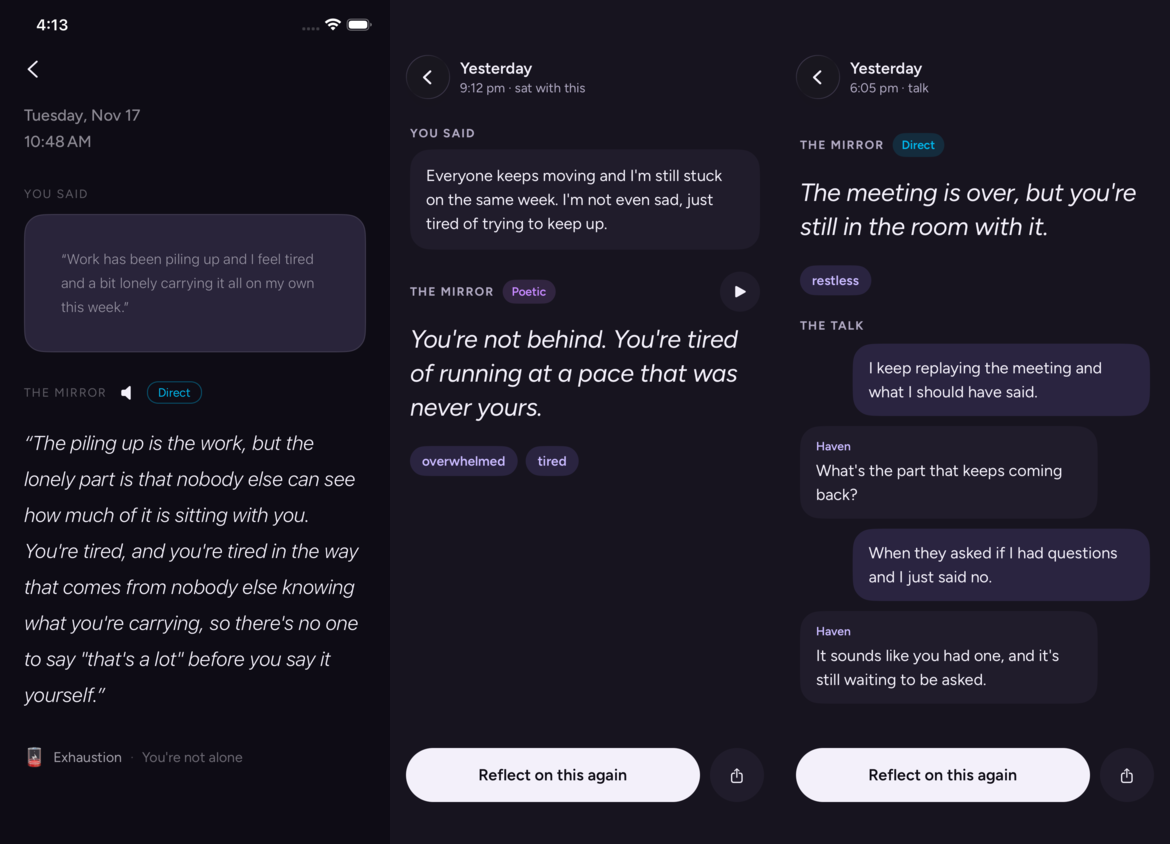 4:13
Tuesday, Nov 17
10:48 AM
YOU SAID
“Work has been piling up and I feel tired
and a bit lonely carrying it all on my own
this week.”
THE MIRROR
Direct
“The piling up is the work, but the
lonely part is that nobody else can see
how much of it is sitting with you.
You're tired, and you're tired in the way
that comes from nobody else knowing
what you're carrying, so there's no one
to say "that's a lot" before you say it
yourself.”
Exhaustion · You're not alone
Yesterday
9:12 pm · sat with this
YOU SAID
Everyone keeps moving and I'm still stuck
on the same week. I'm not even sad, just
tired of trying to keep up.
THE MIRROR
Poetic
You're not behind. You're tired
of running at a pace that was
never yours.
overwhelmed
tired
Reflect on this again
Yesterday
6:05 pm · talk
THE MIRROR
Direct
The meeting is over, but you're
still in the room with it.
restless
THE TALK
I keep replaying the meeting and
what I should have said.
Haven
What's the part that keeps coming
back?
When they asked if I had questions
and I just said no.
Haven
It sounds like you had one, and it's
still waiting to be asked.
Reflect on this again